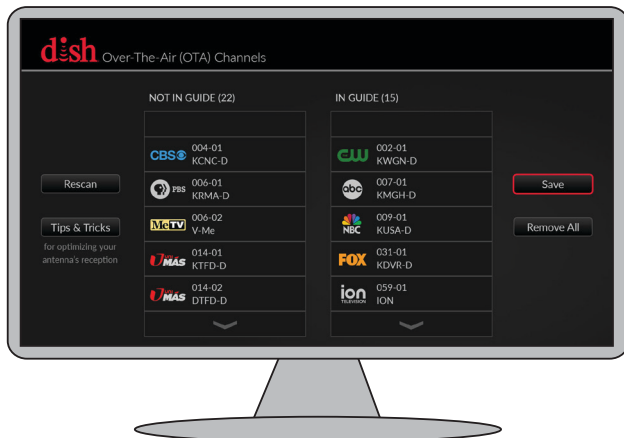 dish Over-The-Air (OTA) Channels
NOT IN GUIDE (22)
CBS 004-01
KCNC-D
PBS 006-01
KRMA-D
MeTV 006-02
V-Me
UniMÁS 014-01
KTFD-D
UniMÁS 014-02
DTFD-D
IN GUIDE (15)
CW 002-01
KWGN-D
abc 007-01
KMGH-D
NBC 009-01
KUSA-D
FOX 031-01
KDVR-D
ion TELEVISION 059-01
ION
Rescan
Tips & Tricks
for optimizing your
antenna's reception
Save
Remove All